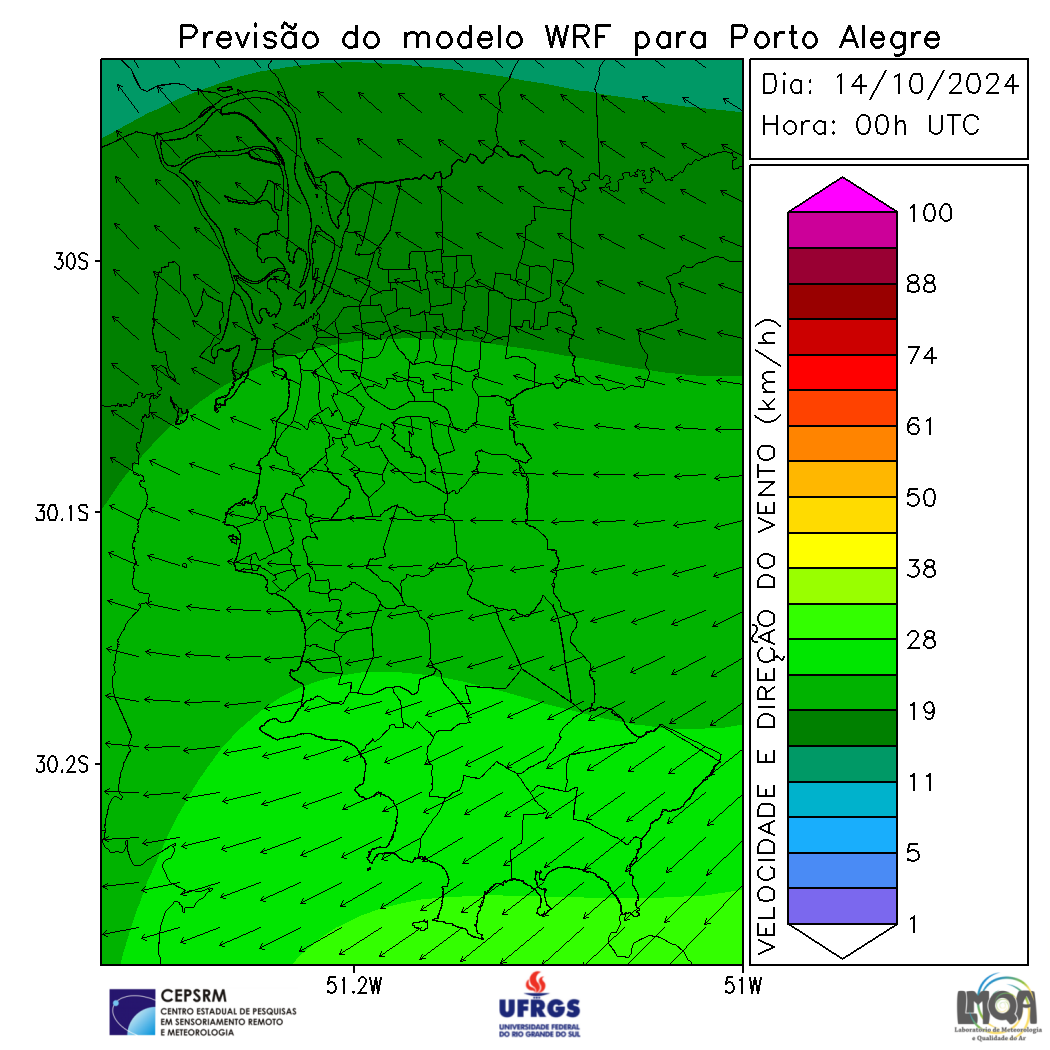 Previsão do modelo WRF para Porto Alegre
Dia: 14/10/2024
Hora: 00h UTC
30S
30.1S
30.2S
51.2W
51W
VELOCIDADE E DIREÇÃO DO VENTO (km/h)
100
88
74
61
50
38
28
19
11
5
1
CEPSRM
CENTRO ESTADUAL DE PESQUISAS
EM SENSORIAMENTO REMOTO
E METEOROLOGIA
UFRGS
UNIVERSIDADE FEDERAL
DO RIO GRANDE DO SUL
LMQA
Laboratório de Meteorologia
e Qualidade do Ar